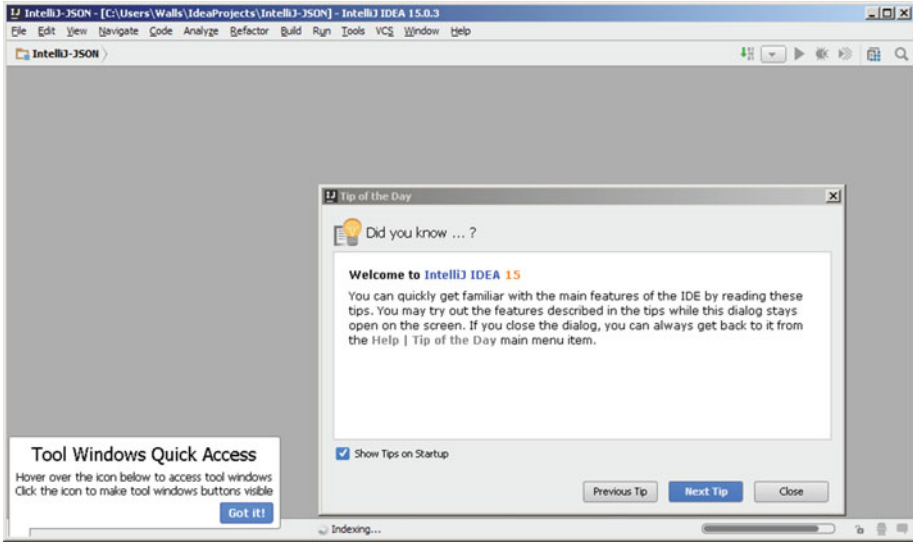 IntelliJ-JSON - [C:\Users\Walls\IdeaProjects\IntelliJ-JSON] - IntelliJ IDEA 15.0.3
File Edit View Navigate Code Analyze Refactor Build Run Tools VCS Window Help
IntelliJ-JSON
Tip of the Day
Did you know ... ?
Welcome to IntelliJ IDEA 15
You can quickly get familiar with the main features of the IDE by reading these
tips. You may try out the features described in the tips while this dialog stays
open on the screen. If you close the dialog, you can always get back to it from
the Help | Tip of the Day main menu item.
Show Tips on Startup
Previous Tip Next Tip Close
Tool Windows Quick Access
Hover over the icon below to access tool windows
Click the icon to make tool windows buttons visible
Got it!
Indexing...